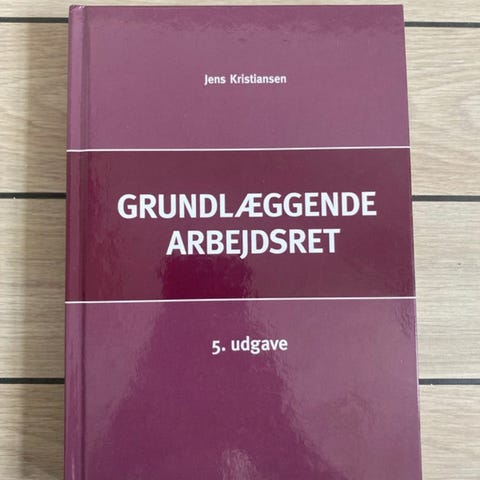 Jens Kristiansen
GRUNDLÆGGENDE
ARBEJDSRET
5. udgave